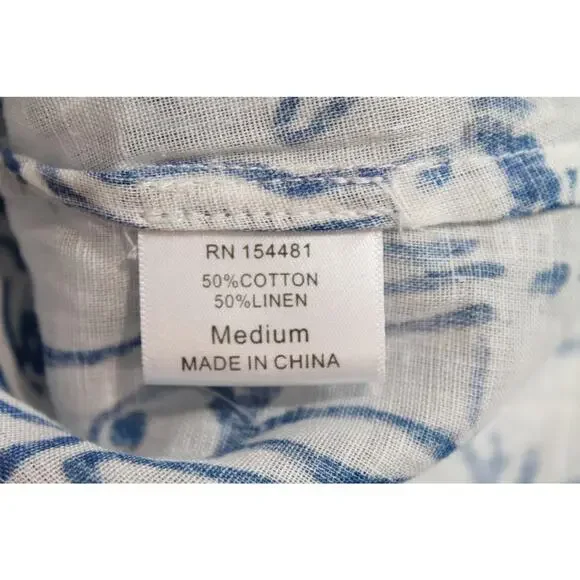 RN 154481
50%COTTON
50%LINEN
Medium
MADE IN CHINA